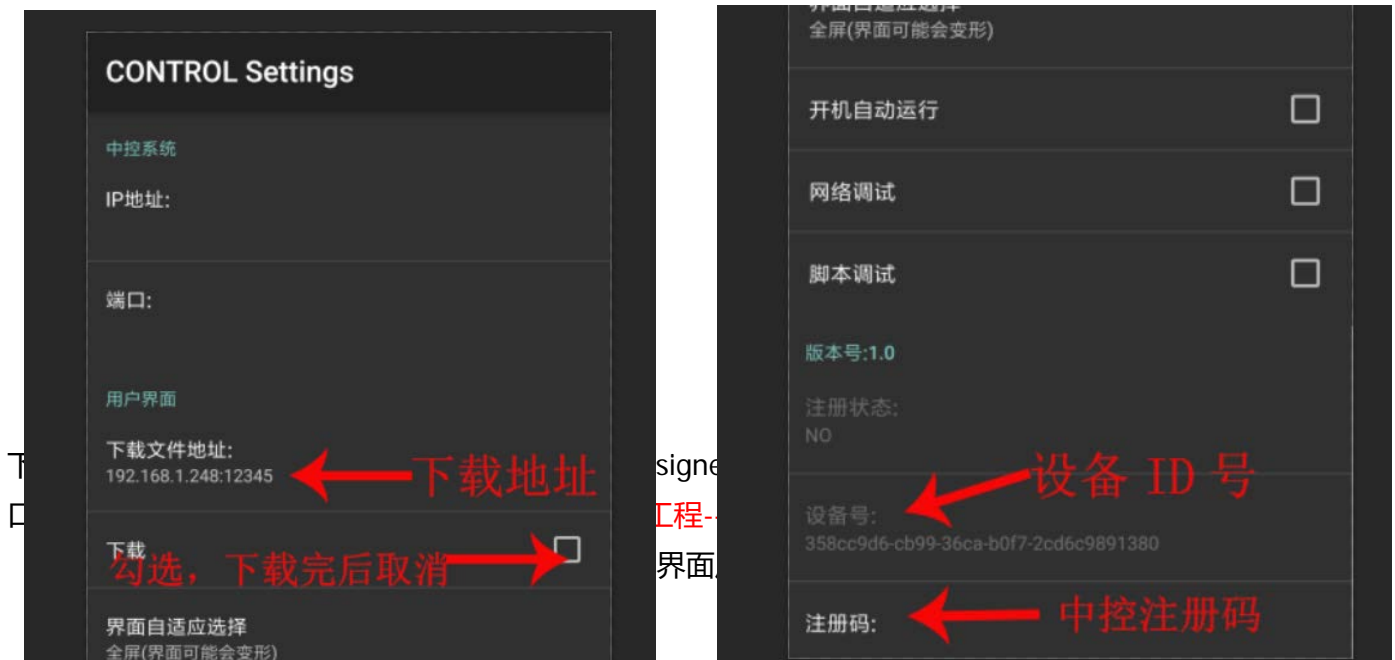 CONTROL Settings
中控系统
IP地址:
端口:
用户界面
下载文件地址:
192.168.1.248:12345
下载地址
下载
勾选，下载完后取消
界面自适应选择
全屏(界面可能会变形)
signe
工程-
界面
全屏(界面可能会变形)
开机自动运行
网络调试
脚本调试
版本号:1.0
注册状态:
NO
设备 ID 号
设备号:
358cc9d6-cb99-36ca-b0f7-2cd6c9891380
注册码:
中控注册码